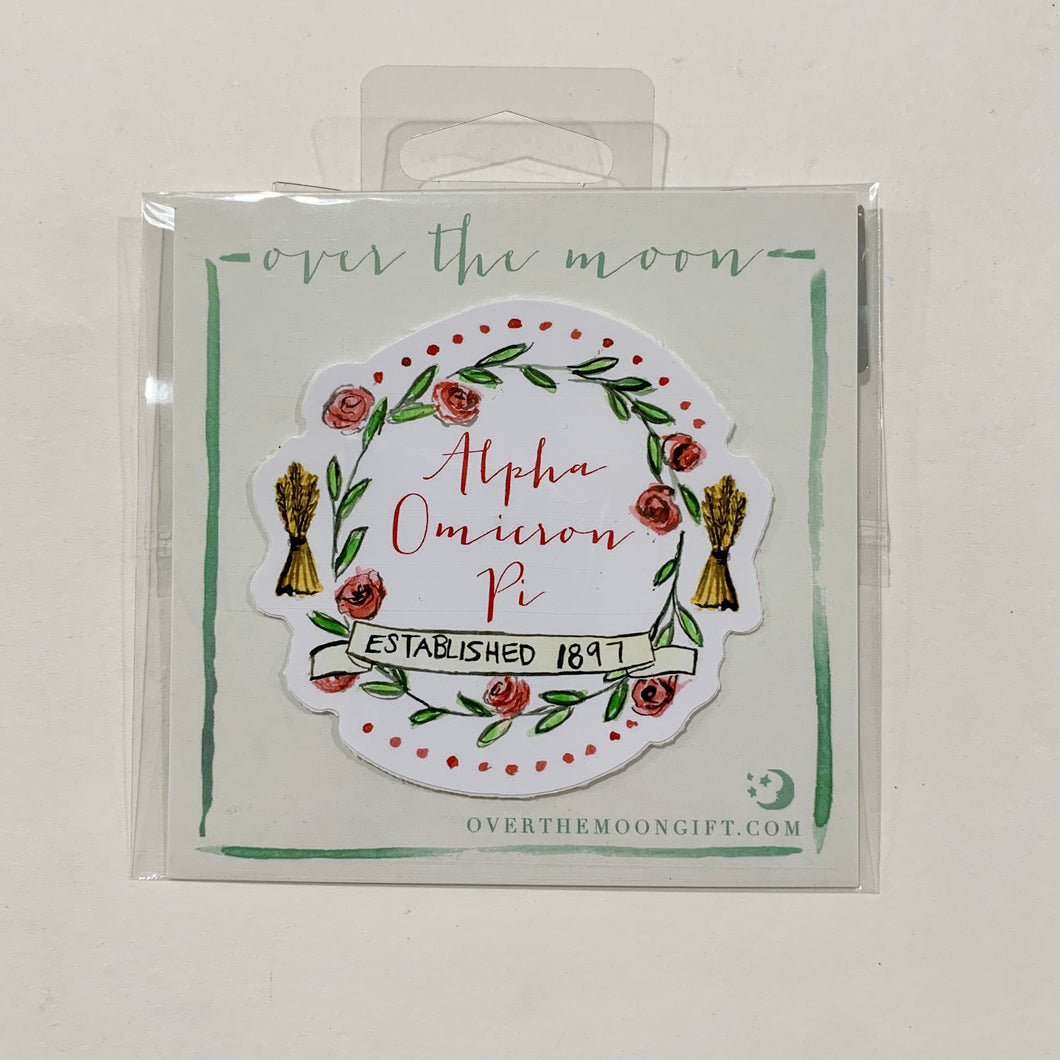 over the moon
Alpha
Omicron
Pi
ESTABLISHED 1897
OVERTHEMOONGIFT.COM